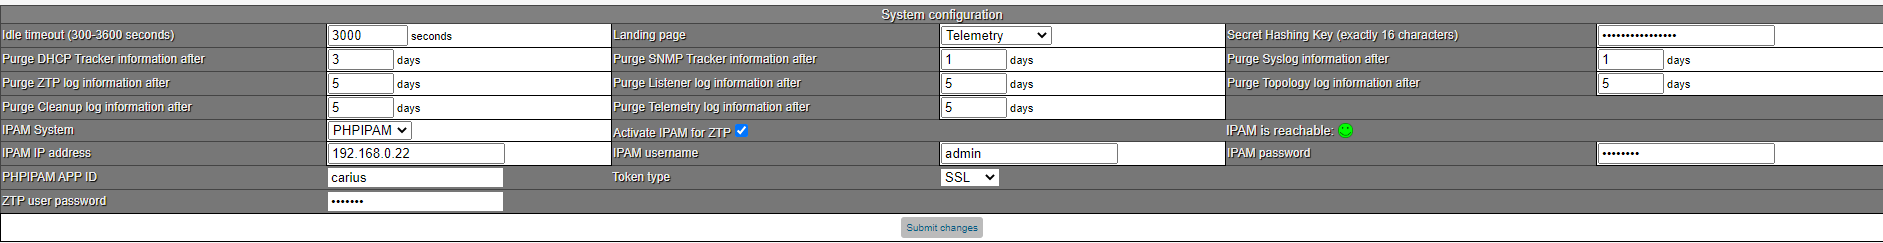 System configuration
Idle timeout (300-3600 seconds) 3000 seconds Landing page Telemetry Secret Hashing Key (exactly 16 characters) ••••••••••••••••
Purge DHCP Tracker information after 3 days Purge SNMP Tracker information after 1 days Purge Syslog information after 1 days
Purge ZTP log information after 5 days Purge Listener log information after 5 days Purge Topology log information after 5 days
Purge Cleanup log information after 5 days Purge Telemetry log information after 5 days
IPAM System PHPIPAM Activate IPAM for ZTP IPAM is reachable:
IPAM IP address 192.168.0.22 IPAM username admin IPAM password ••••••••
PHPIPAM APP ID carius Token type SSL
ZTP user password •••••••
Submit changes